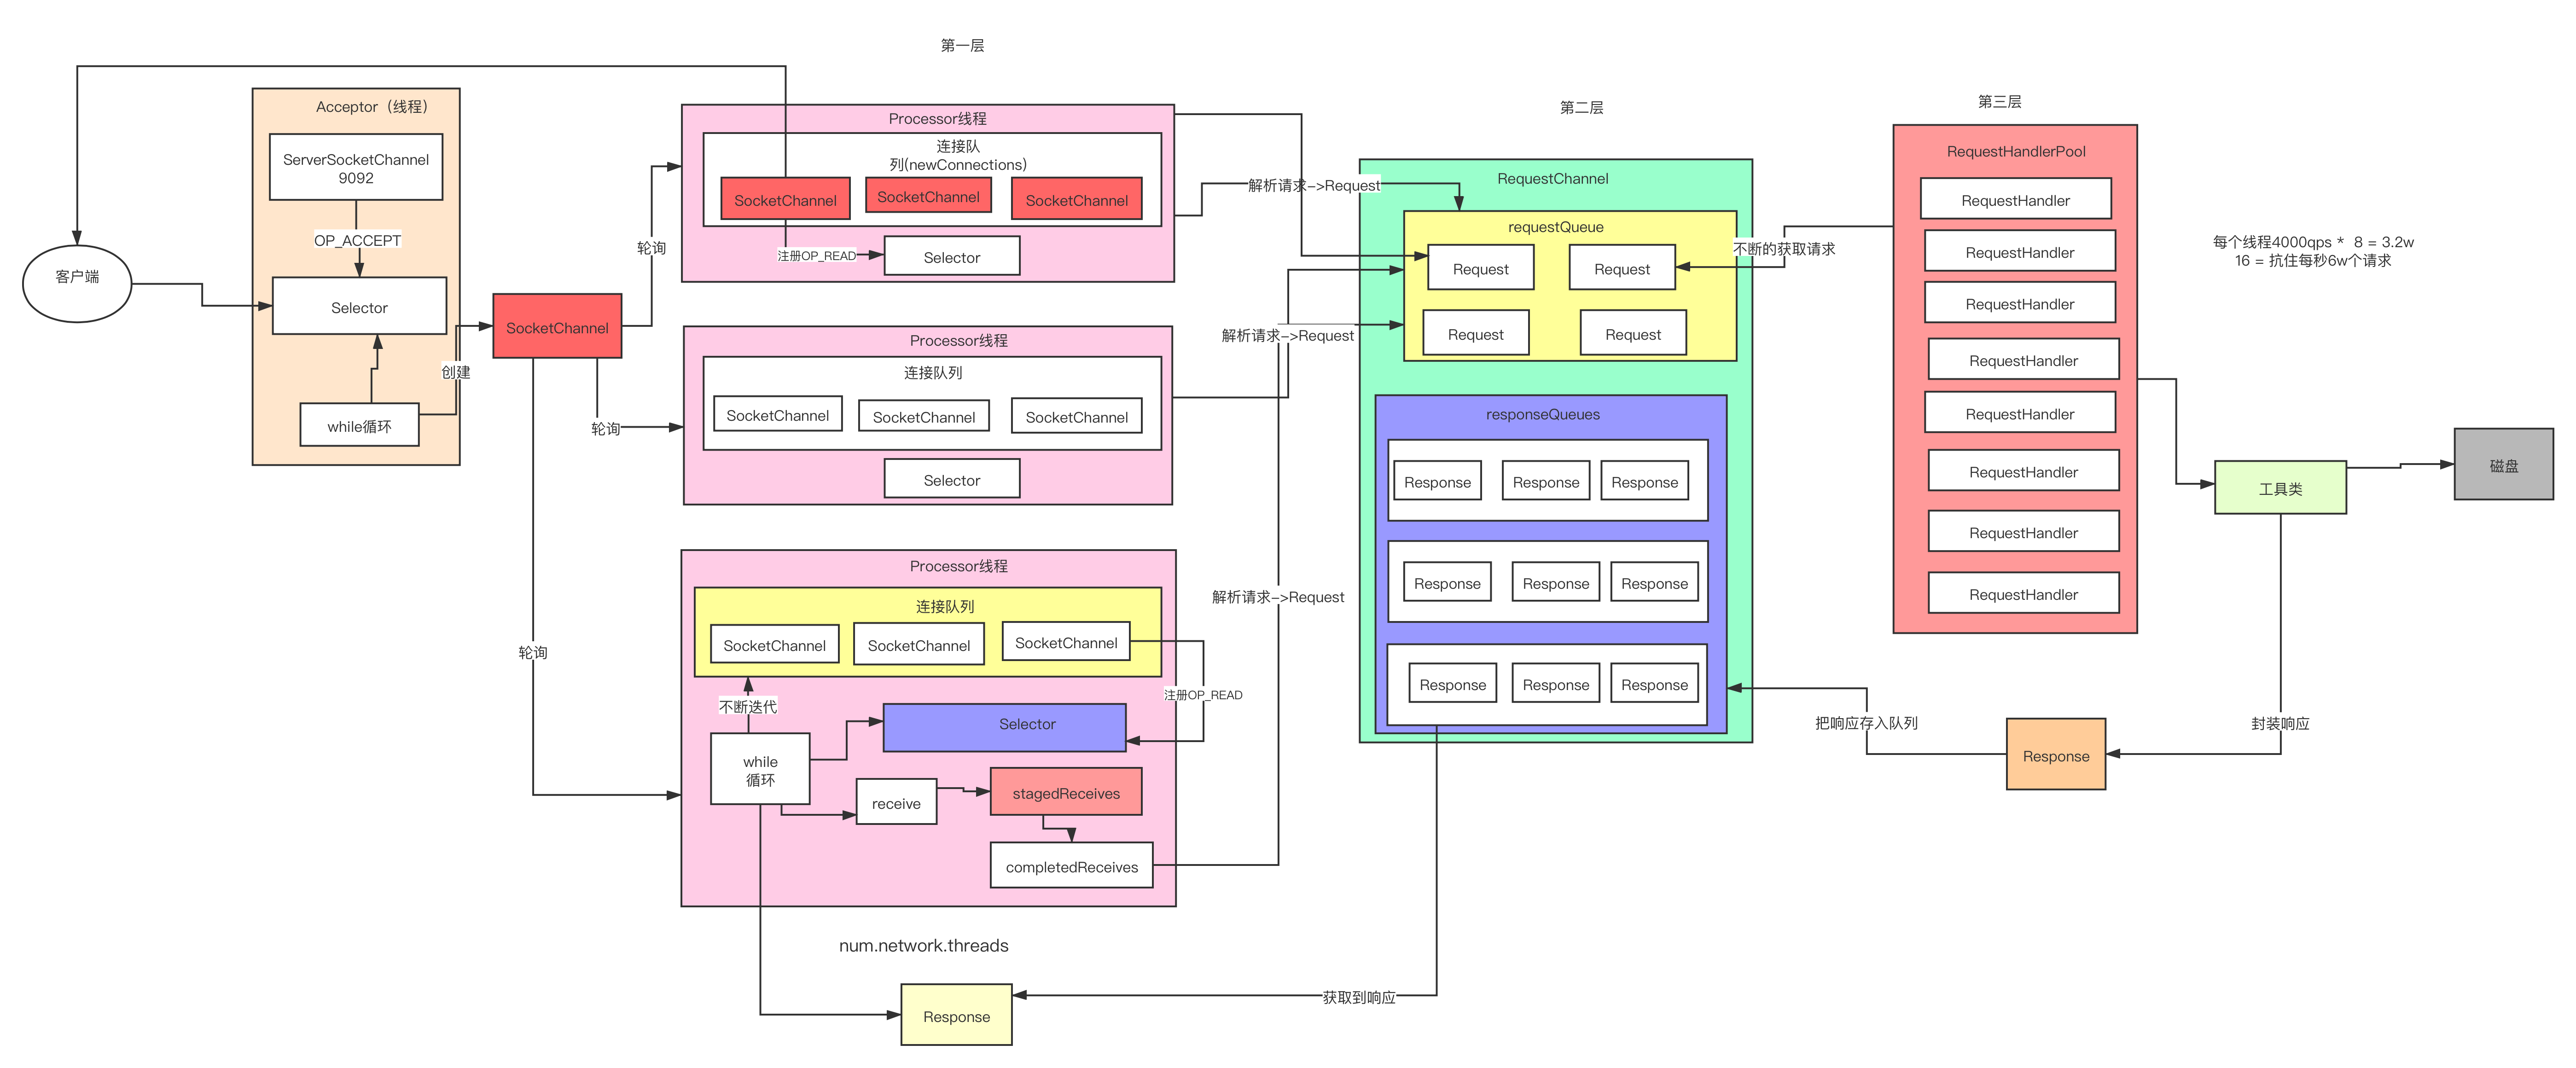 第一层
第二层
第三层
客户端
Acceptor（线程）
ServerSocketChannel
9092
OP_ACCEPT
Selector
while循环
创建
SocketChannel
轮询
轮询
轮询
Processor线程
连接队
列(newConnections)
SocketChannel
SocketChannel
SocketChannel
注册OP_READ
Selector
Processor线程
连接队列
SocketChannel
SocketChannel
SocketChannel
Selector
Processor线程
连接队列
SocketChannel
SocketChannel
SocketChannel
不断迭代
注册OP_READ
Selector
while
循环
receive
stagedReceives
completedReceives
num.network.threads
Response
解析请求->Request
解析请求->Request
解析请求->Request
RequestChannel
requestQueue
Request
Request
Request
Request
responseQueues
Response
Response
Response
Response
Response
Response
Response
Response
Response
获取到响应
不断的获取请求
RequestHandlerPool
RequestHandler
RequestHandler
RequestHandler
RequestHandler
RequestHandler
RequestHandler
RequestHandler
RequestHandler
每个线程4000qps * 8 = 3.2w
16 = 抗住每秒6w个请求
工具类
磁盘
封装响应
Response
把响应存入队列